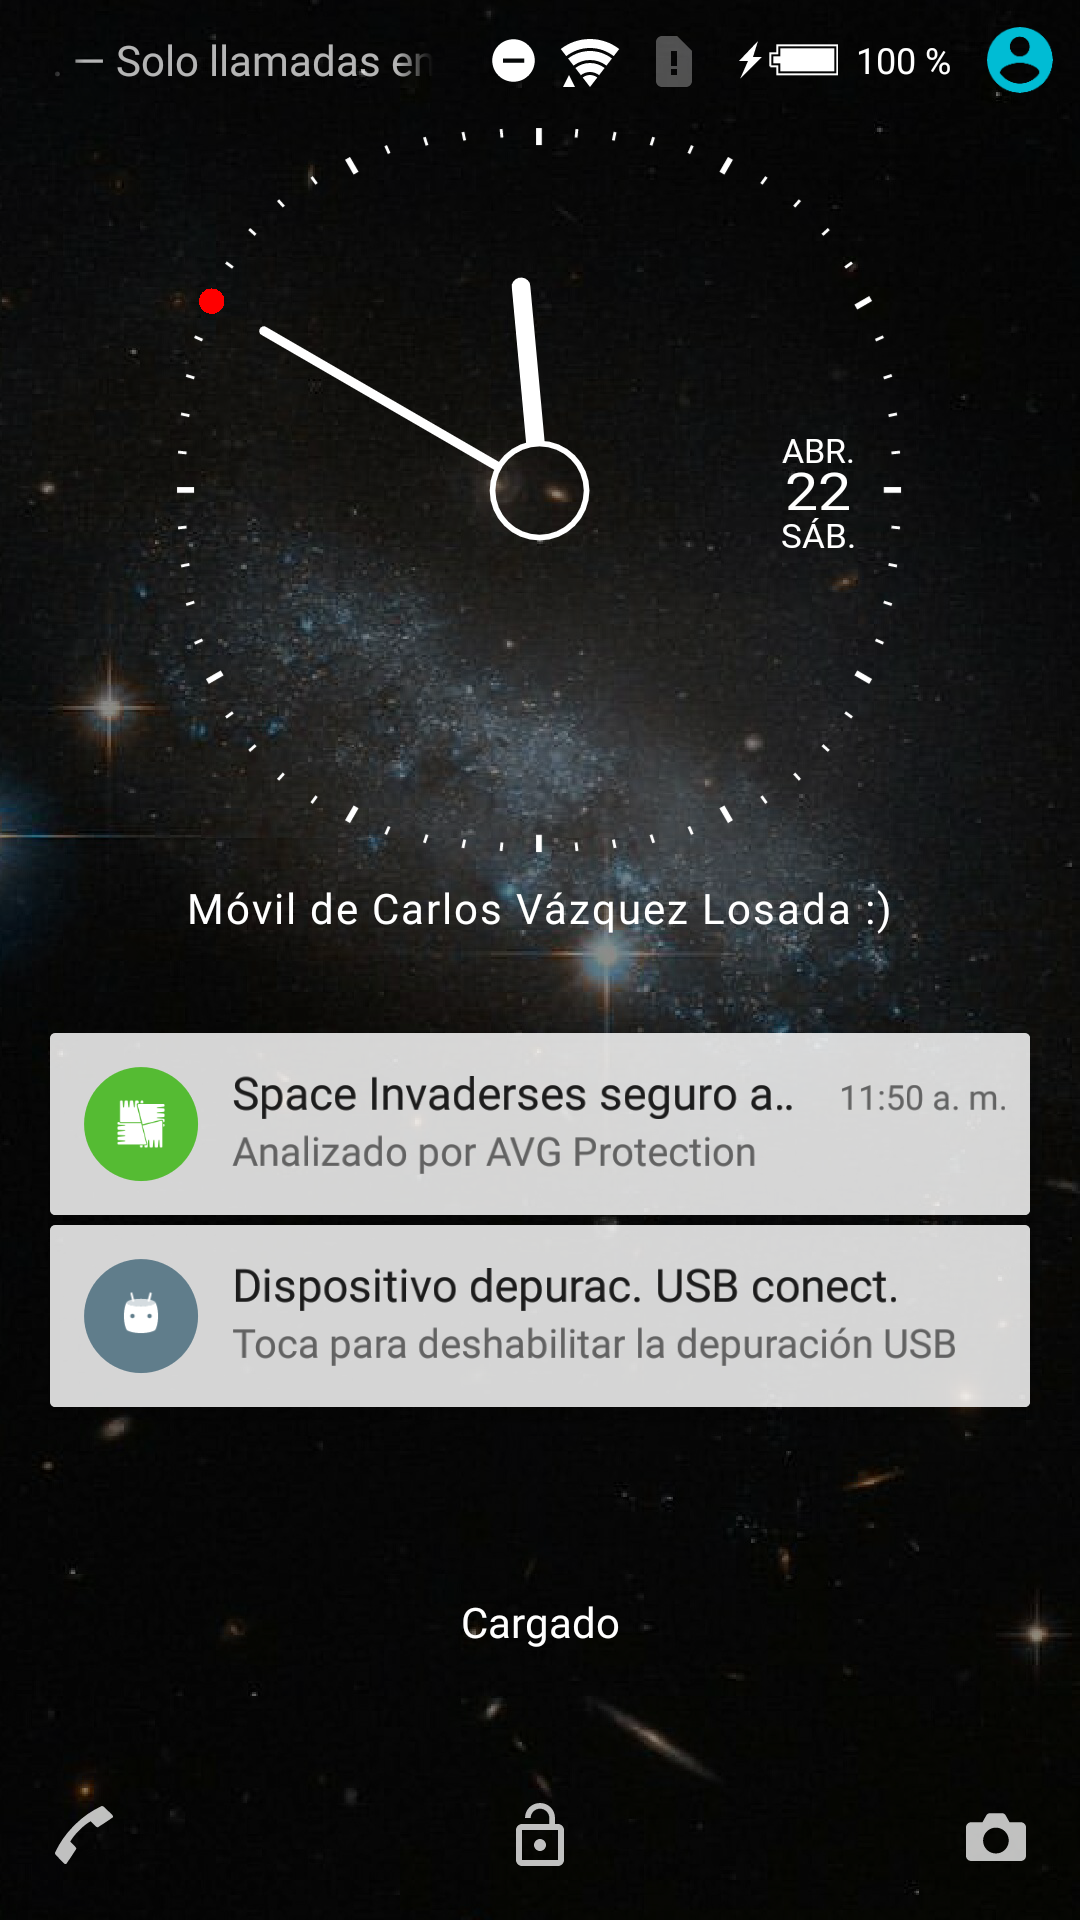 — Solo llamadas en
100 %
ABR.
22
SÁB.
Móvil de Carlos Vázquez Losada :)
Space Invaderses seguro a..
11:50 a. m.
Analizado por AVG Protection
Dispositivo depurac. USB conect.
Toca para deshabilitar la depuración USB
Cargado